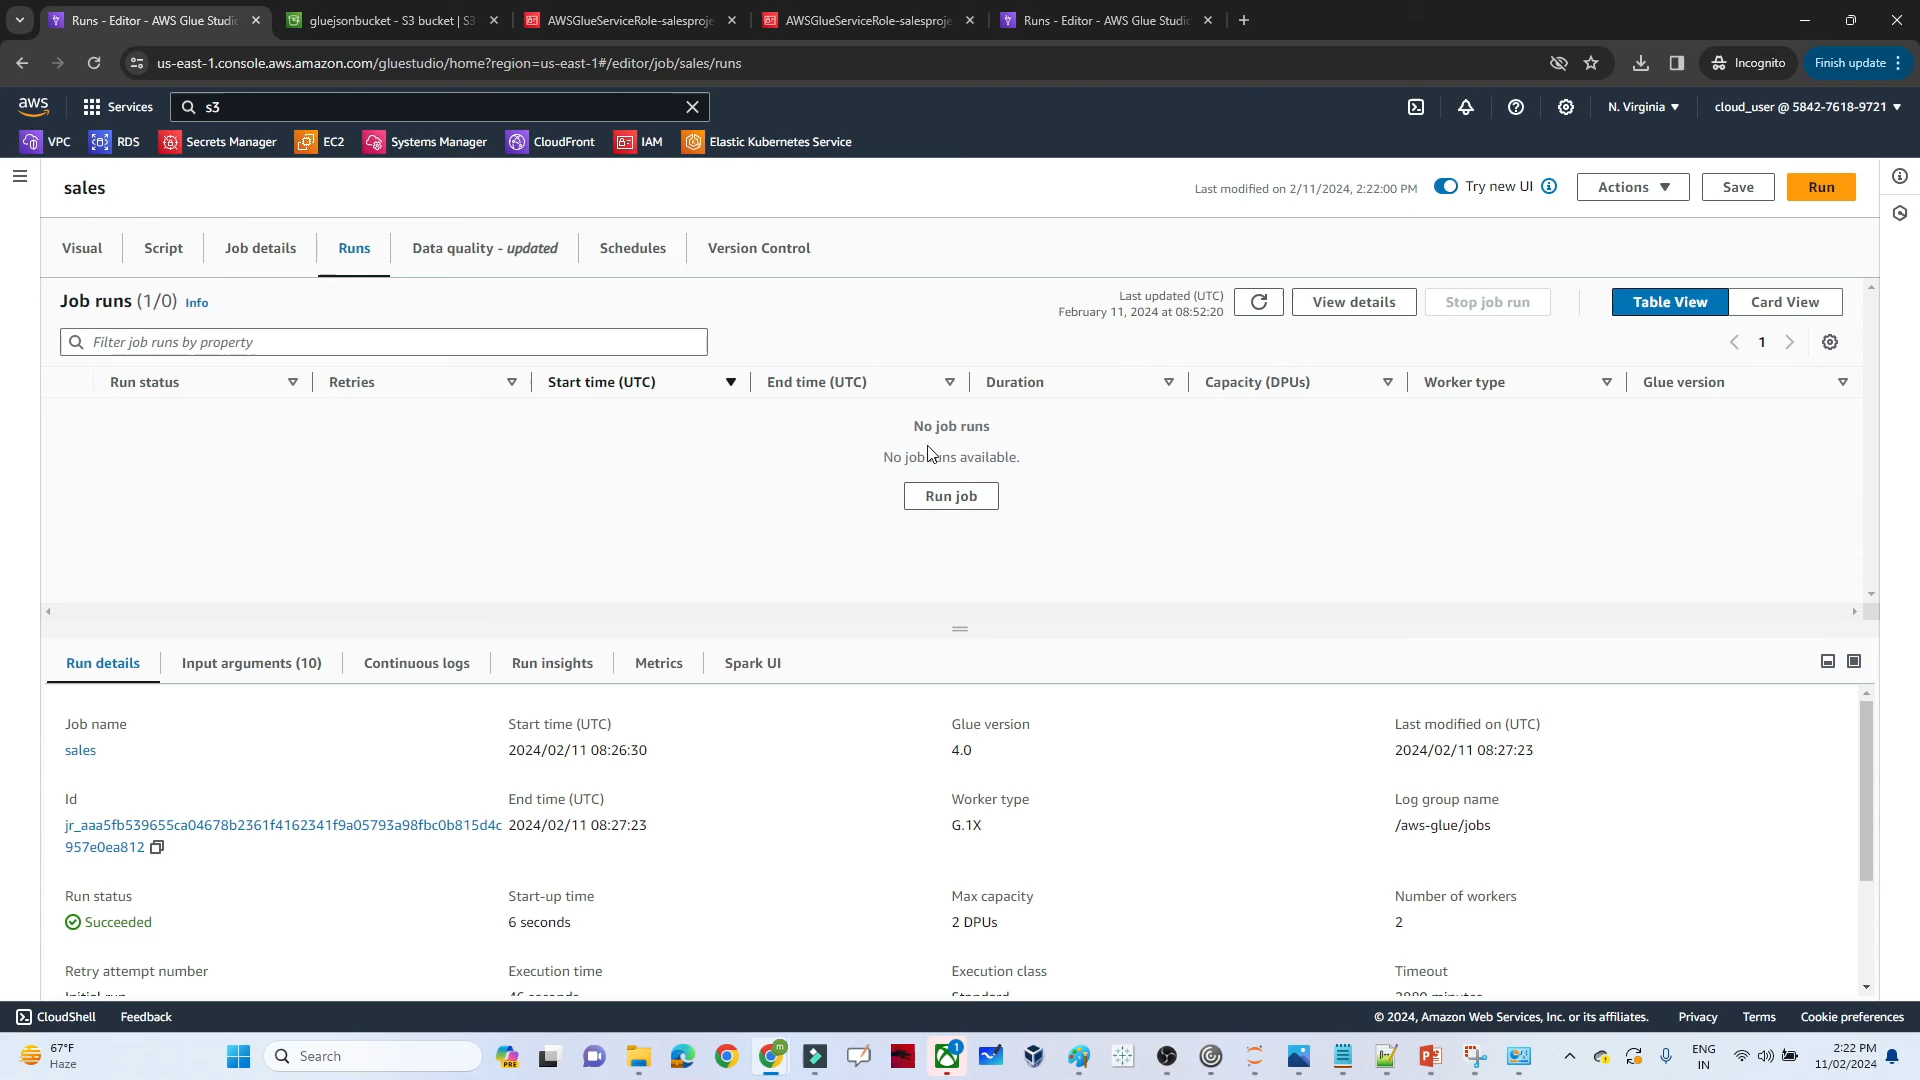 Runs - Editor - AWS Glue Studio
gluejsonbucket - S3 bucket | S3
AWSGlueServiceRole-salesproje
AWSGlueServiceRole-salesproje
Runs - Editor - AWS Glue Studio
us-east-1.console.aws.amazon.com/gluestudio/home?region=us-east-1#/editor/job/sales/runs
Incognito
Finish update
aws
Services
s3
N. Virginia
cloud_user @ 5842-7618-9721
VPC
RDS
Secrets Manager
EC2
Systems Manager
CloudFront
IAM
Elastic Kubernetes Service
sales
Last modified on 2/11/2024, 2:22:00 PM
Try new UI
Actions
Save
Run
Visual
Script
Job details
Runs
Data quality - updated
Schedules
Version Control
Job runs (1/0) Info
Last updated (UTC)
February 11, 2024 at 08:52:20
View details
Stop job run
Table View
Card View
Filter job runs by property
1
Run status
Retries
Start time (UTC)
End time (UTC)
Duration
Capacity (DPUs)
Worker type
Glue version
No job runs
No job runs available.
Run job
Run details
Input arguments (10)
Continuous logs
Run insights
Metrics
Spark UI
Job name
sales
Start time (UTC)
2024/02/11 08:26:30
Glue version
4.0
Last modified on (UTC)
2024/02/11 08:27:23
Id
jr_aaa5fb539655ca04678b2361f4162341f9a05793a98fbc0b815d4c
957e0ea812
End time (UTC)
2024/02/11 08:27:23
Worker type
G.1X
Log group name
/aws-glue/jobs
Run status
Succeeded
Start-up time
6 seconds
Max capacity
2 DPUs
Number of workers
2
Retry attempt number
Initial run
Execution time
46 seconds
Execution class
Standard
Timeout
2880 minutes
CloudShell
Feedback
© 2024, Amazon Web Services, Inc. or its affiliates.
Privacy
Terms
Cookie preferences
67°F
Haze
Search
PRE
1
ENG
IN
2:22 PM
11/02/2024